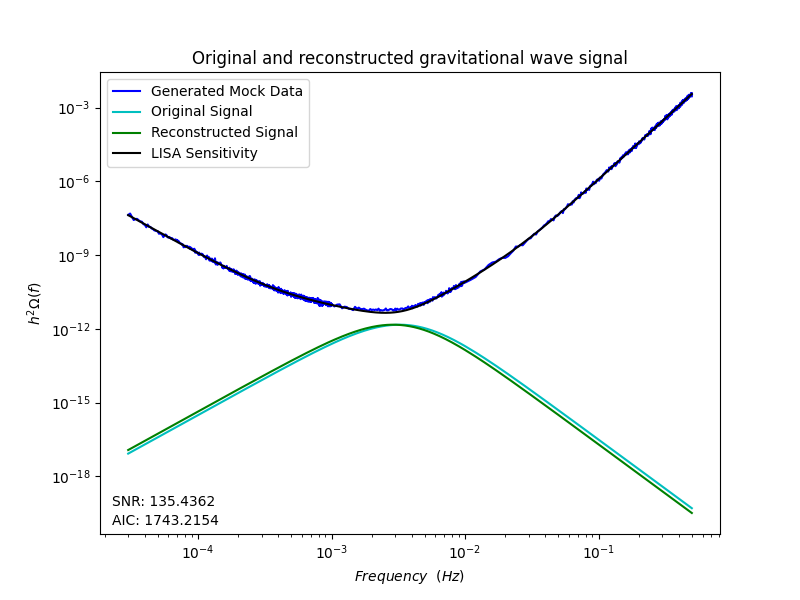 Original and reconstructed gravitational wave signal
Generated Mock Data
Original Signal
Reconstructed Signal
LISA Sensitivity
10⁻³
10⁻⁶
10⁻⁹
10⁻¹²
10⁻¹⁵
10⁻¹⁸
h²Ω(f)
SNR: 135.4362
AIC: 1743.2154
10⁻⁴ 10⁻³ 10⁻² 10⁻¹
Frequency (Hz)